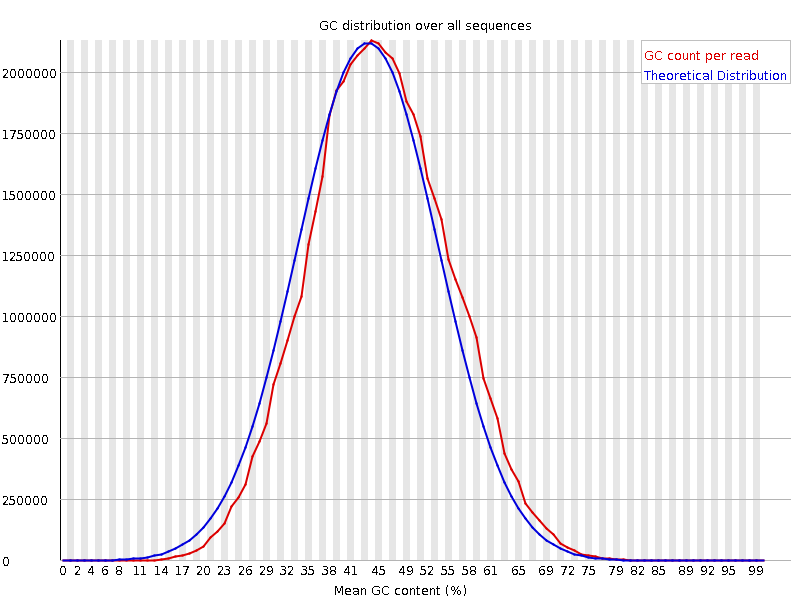 GC distribution over all sequences
GC count per read
Theoretical Distribution
2000000
1750000
1500000
1250000
1000000
750000
500000
250000
0
0 2 4 6 8 11 14 17 20 23 26 29 32 35 38 41 45 49 52 55 58 61 65 69 72 75 79 82 85 89 92 95 99
Mean GC content (%)